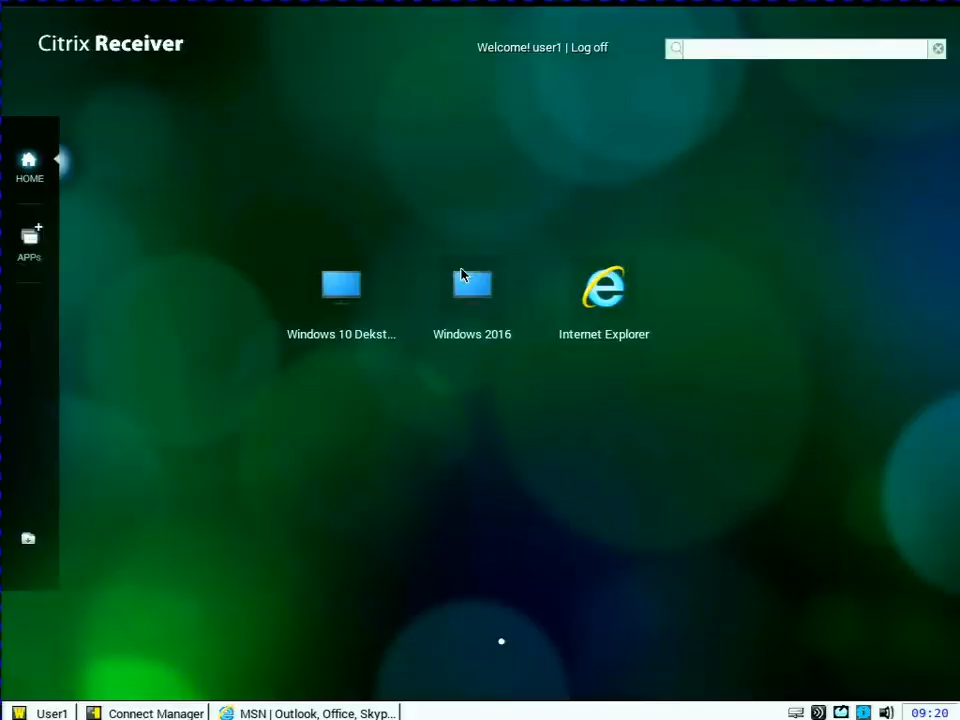 Citrix Receiver
Welcome! user1 | Log off
HOME
APPs
Windows 10 Dekst...
Windows 2016
Internet Explorer
User1
Connect Manager
MSN | Outlook, Office, Skyp...
09:20